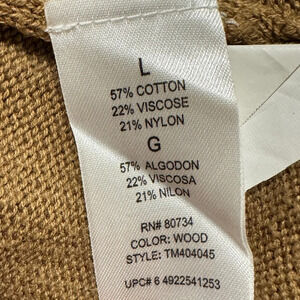 L
57% COTTON
22% VISCOSE
21% NYLON
G
57% ALGODON
22% VISCOSA
21% NILON
RN# 80734
COLOR: WOOD
STYLE: TM404045
UPC# 6 4922541253